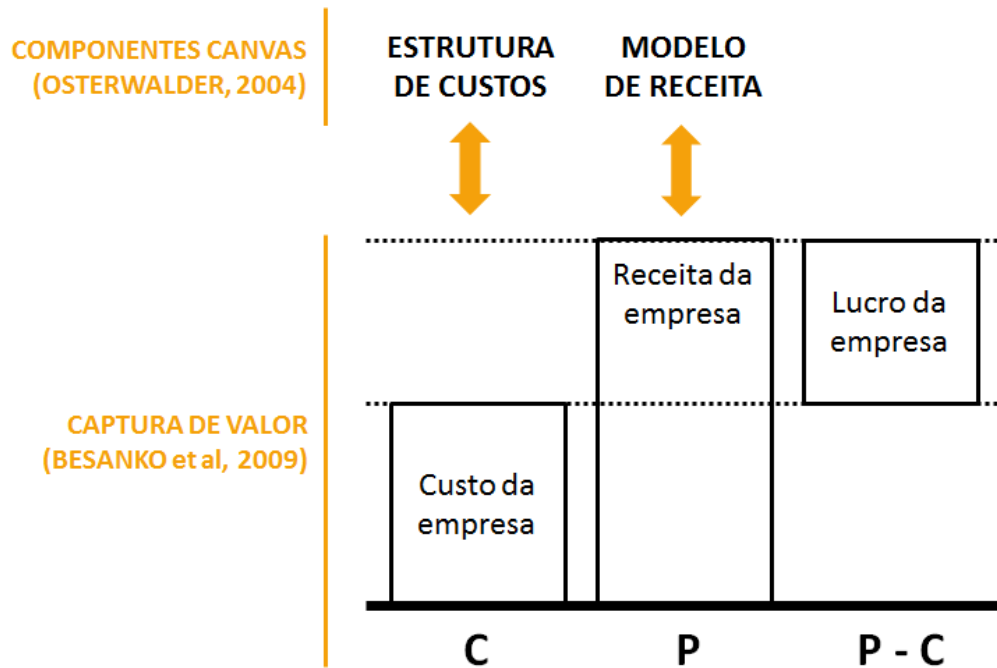 COMPONENTES CANVAS
(OSTERWALDER, 2004)
ESTRUTURA
DE CUSTOS
MODELO
DE RECEITA
CAPTURA DE VALOR
(BESANKO et al, 2009)
Custo da
empresa
Receita da
empresa
Lucro da
empresa
C
P
P - C